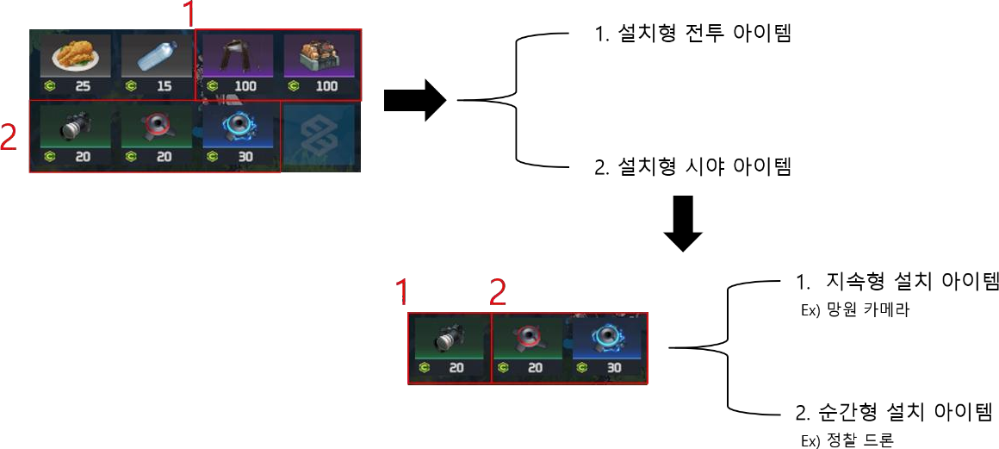 1
25
15
100
100
2
20
20
30
1. 설치형 전투 아이템
2. 설치형 시야 아이템
1
2
20
20
30
1. 지속형 설치 아이템
Ex) 망원 카메라
2. 순간형 설치 아이템
Ex) 정찰 드론